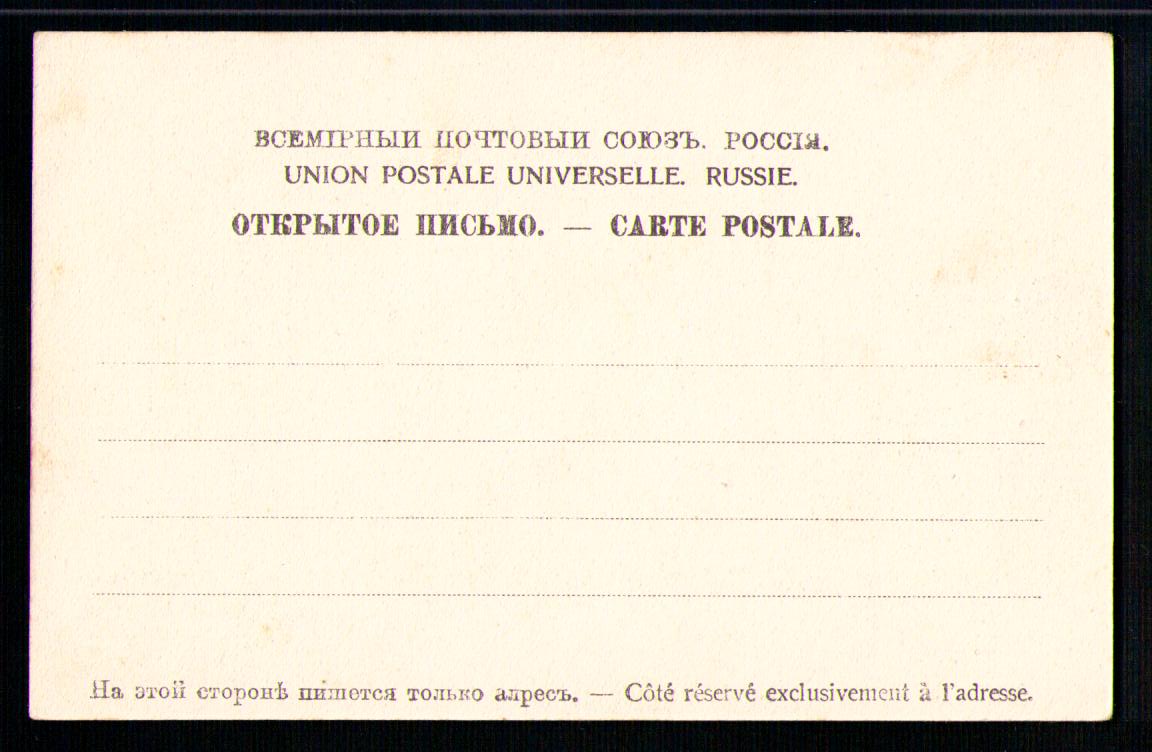 ВСЕМІРНЫЙ ПОЧТОВЫЙ СОЮЗЪ. РОССІЯ.
UNION POSTALE UNIVERSELLE. RUSSIE.
ОТКРЫТОЕ ПИСЬМО. — CARTE POSTALE.
На этой сторонѣ пишется только адресъ. — Côté réservé exclusivement à l'adresse.